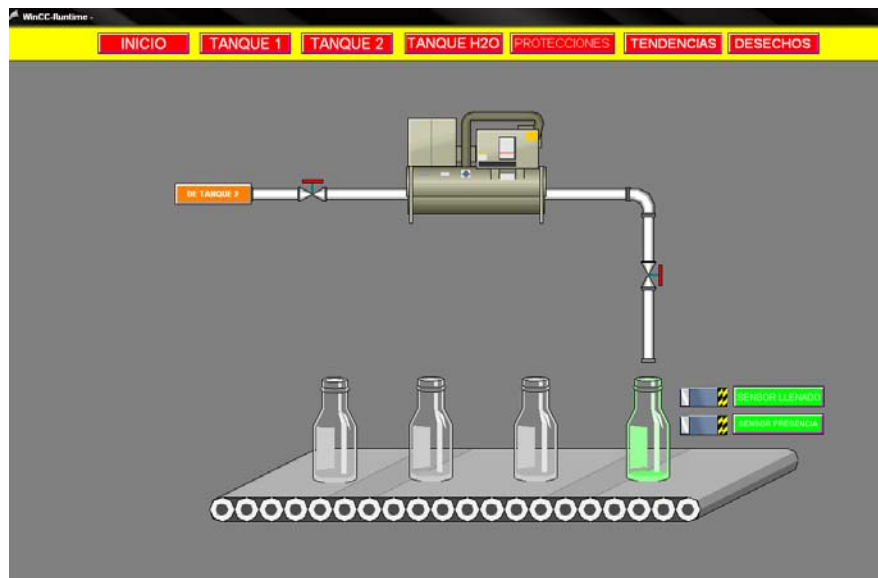 WinCC-Runtime -
INICIO
TANQUE 1
TANQUE 2
TANQUE H2O
PROTECCIONES
TENDENCIAS
DESECHOS
DE TANQUE 2
SENSOR LLENADO
SENSOR PRESENCIA